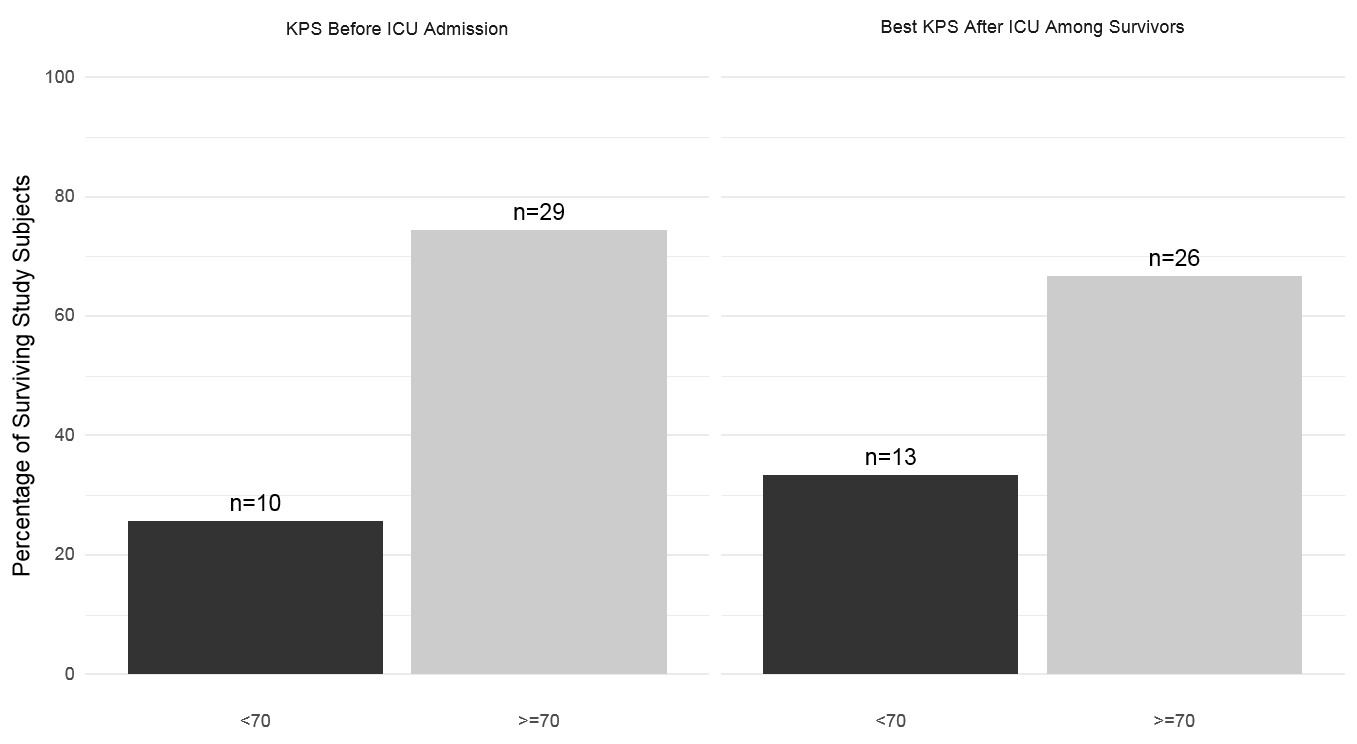 KPS Before ICU Admission
Best KPS After ICU Among Survivors
Percentage of Surviving Study Subjects
100
80
60
40
20
0
n=10
n=29
n=13
n=26
<70
>=70
<70
>=70